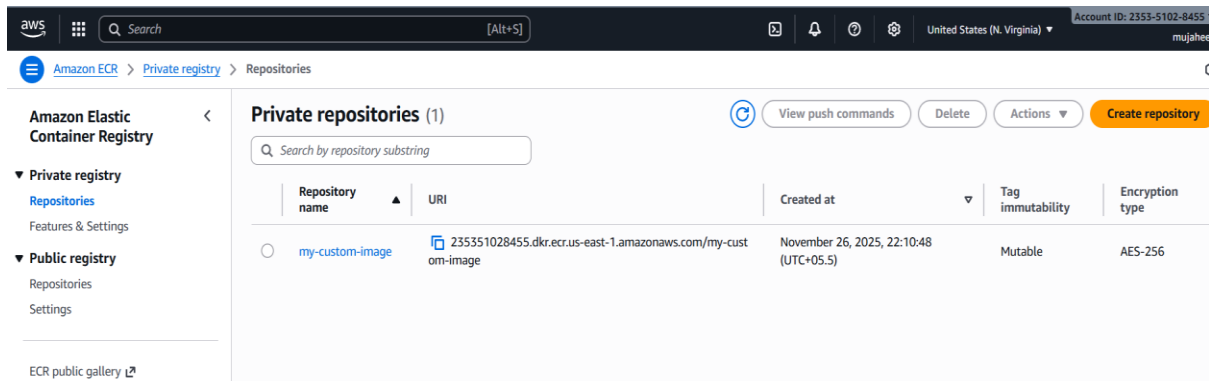 aws
Search
[Alt+S]
United States (N. Virginia)
Account ID: 2353-5102-8455
mujahee
Amazon ECR > Private registry > Repositories
Amazon Elastic
Container Registry
Private registry
Repositories
Features & Settings
Public registry
Repositories
Settings
ECR public gallery
Private repositories (1)
View push commands
Delete
Actions
Create repository
Search by repository substring
Repository
name
URI
Created at
Tag
immutability
Encryption
type
my-custom-image
235351028455.dkr.ecr.us-east-1.amazonaws.com/my-cust
om-image
November 26, 2025, 22:10:48
(UTC+05.5)
Mutable
AES-256